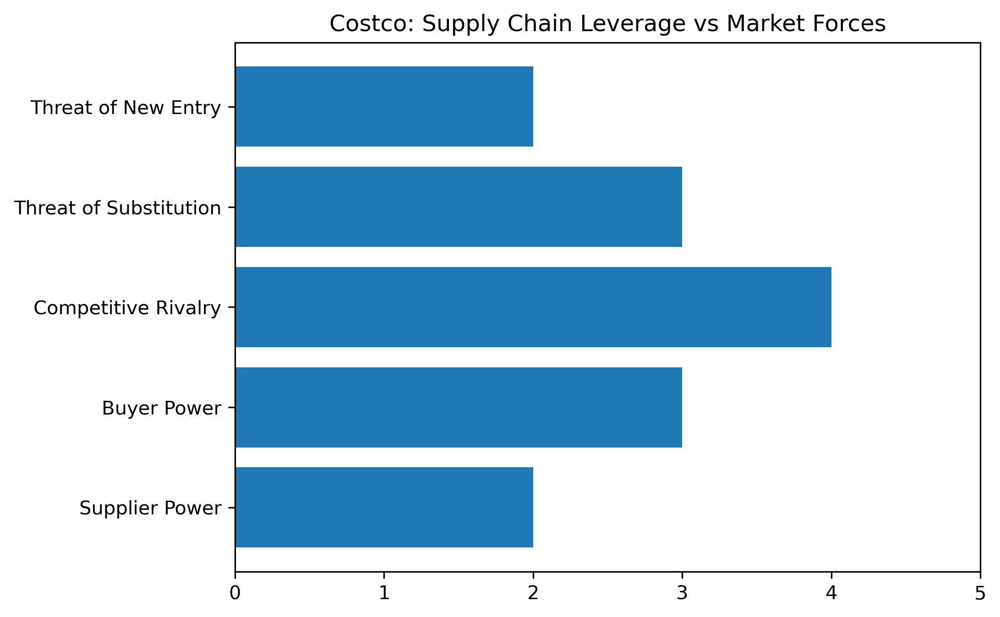 Costco: Supply Chain Leverage vs Market Forces
Threat of New Entry
Threat of Substitution
Competitive Rivalry
Buyer Power
Supplier Power
0 1 2 3 4 5